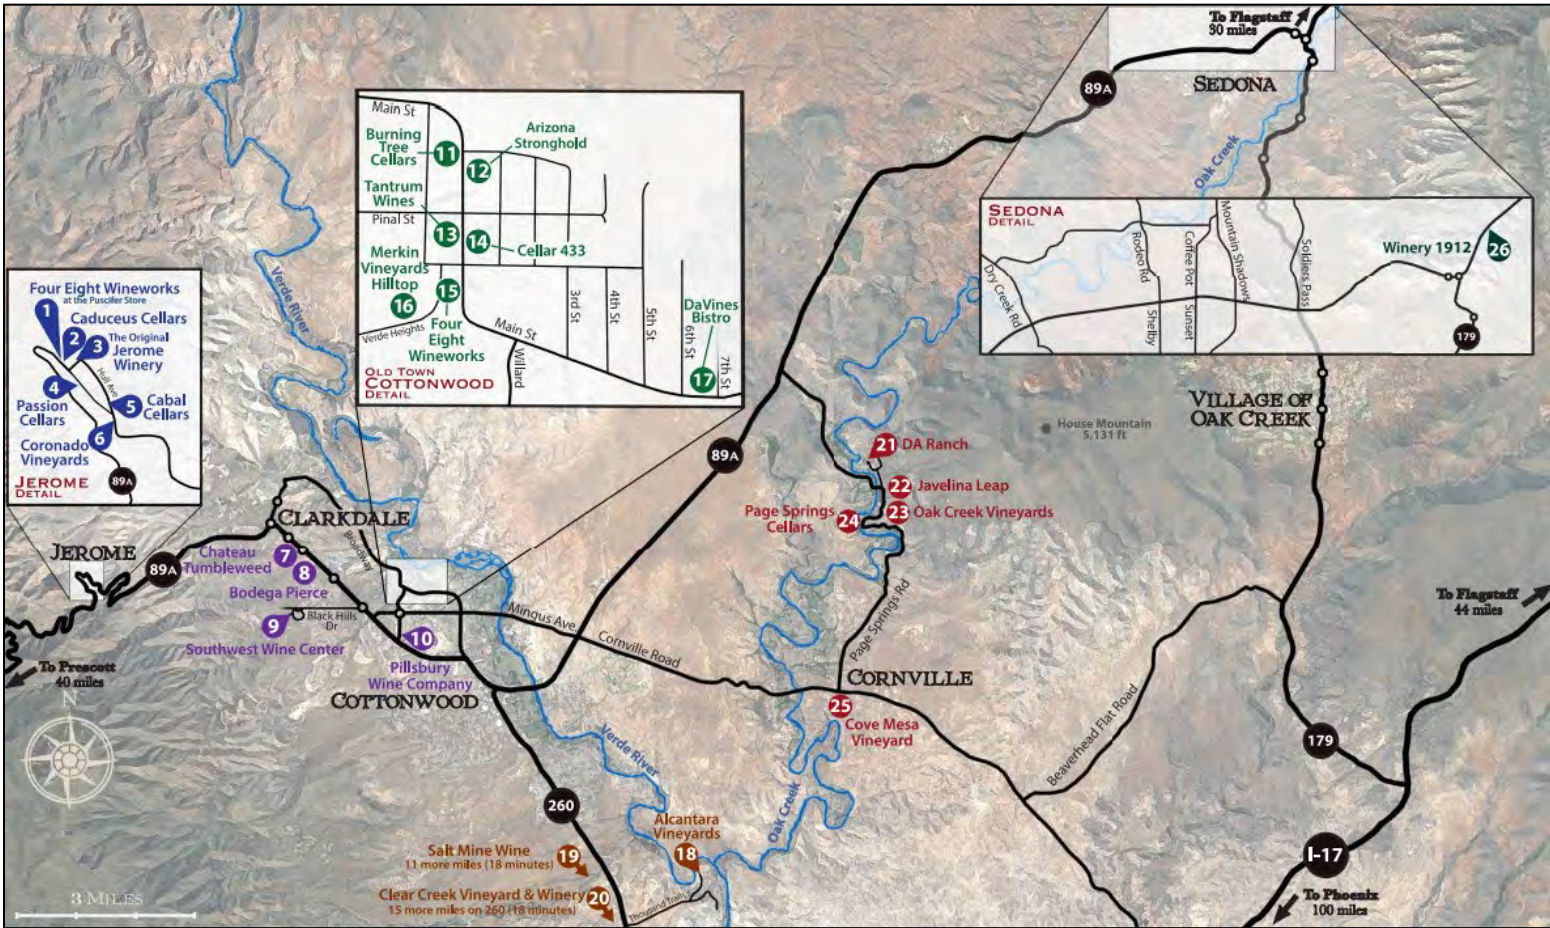 To Flagstaff
30 miles
SEDONA
89A
Oak Creek
Main St
Burning
Tree
Cellars
11
Arizona
Stronghold
12
Tantrum
Wines
Pinal St
13
14
Cellar 433
Merkin
Vineyards
Hilltop
16
15
Four
Eight
Wineworks
Verde Heights
Main St
Willard
3rd St
4th St
5th St
6th St
7th St
DaVines
Bistro
17
OLD TOWN
COTTONWOOD
DETAIL
SEDONA
DETAIL
Dry Creek Rd
Rodeo Rd
Shelby
Coffee Pot
Sunset
Mountain Shadows
Soldiers Pass
Winery 1912
26
179
Four Eight Wineworks
at the Puscifer Store
1
Caduceus Cellars
2
3
The Original
Jerome
Winery
Hull Ave
4
Passion
Cellars
5
Cabal
Cellars
6
Coronado
Vineyards
89A
JEROME
DETAIL
Verde River
VILLAGE OF
OAK CREEK
House Mountain
5,131 ft
89A
21
DA Ranch
22
Javelina Leap
23
Oak Creek Vineyards
Page Springs
Cellars
24
JEROME
89A
CLARKDALE
Broadway
Chateau
Tumbleweed
7
8
Bodega Pierce
9
Black Hills
Dr
Southwest Wine Center
10
Pillsbury
Wine Company
COTTONWOOD
Mingus Ave
Cornville Road
Page Springs Rd
CORNVILLE
25
Cove Mesa
Vineyard
To Flagstaff
44 miles
To Prescott
40 miles
N
Beaverhead Flat Road
179
Verde River
Oak Creek
260
Alcantara
Vineyards
18
Salt Mine Wine
11 more miles (18 minutes)
19
Clear Creek Vineyard & Winery
15 more miles on 260 (18 minutes)
20
Thousand Trails
I-17
To Phoenix
100 miles
3 MILES